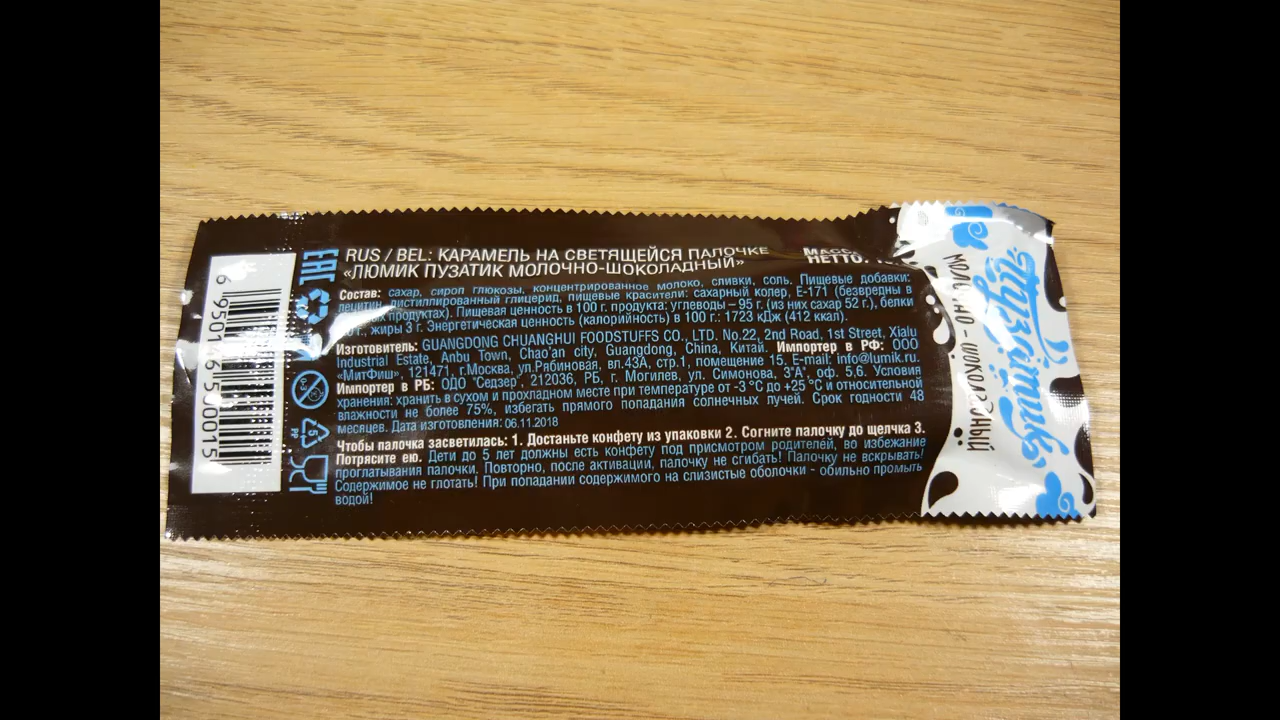 RUS / BEL: КАРАМЕЛЬ НА СВЕТЯЩЕЙСЯ ПАЛОЧКЕ
«ЛЮМИК ПУЗАТИК МОЛОЧНО-ШОКОЛАДНЫЙ»
МАССА
НЕТТО:
Состав: сахар, сироп глюкозы, концентрированное молоко, сливки, соль. Пищевые добавки:
лецитин, дистиллированный глицерид, пищевые красители: сахарный колер, Е-171 (безвредны в
продуктах). Пищевая ценность в 100 г. продукта: углеводы – 95 г. (из них сахар 52 г.), белки
жиры 3 г. Энергетическая ценность (калорийность) в 100 г.: 1723 кДж (412 ккал).
Изготовитель: GUANGDONG CHUANGHUI FOODSTUFFS CO., LTD. No.22, 2nd Road, 1st Street, Xialu
Industrial Estate, Anbu Town, Chao'an city, Guangdong, China, Китай. Импортер в РФ: ООО
«МитФиш», 121471, г.Москва, ул.Рябиновая, вл.43А, стр.1, помещение 15. E-mail: info@lumik.ru.
Импортер в РБ: ОДО "Седзер", 212036, РБ, г. Могилев, ул. Симонова, 3"А", оф. 5,6. Условия
хранения: хранить в сухом и прохладном месте при температуре от -3 °С до +25 °С и относительной
влажности не более 75%, избегать прямого попадания солнечных лучей. Срок годности 48
месяцев. Дата изготовления: 06.11.2018
Чтобы палочка засветилась: 1. Достаньте конфету из упаковки 2. Согните палочку до щелчка 3.
Потрясите ею. Дети до 5 лет должны есть конфету под присмотром родителей, во избежание
проглатывания палочки. Повторно, после активации, палочку не сгибать! Палочку не вскрывать!
Содержимое не глотать! При попадании содержимого на слизистые оболочки - обильно промыть
водой!
EAC
0-3
5
PP
6 950146 550015
МОЛОЧНО-ШОКОЛАДНЫЙ
Пузатикъ